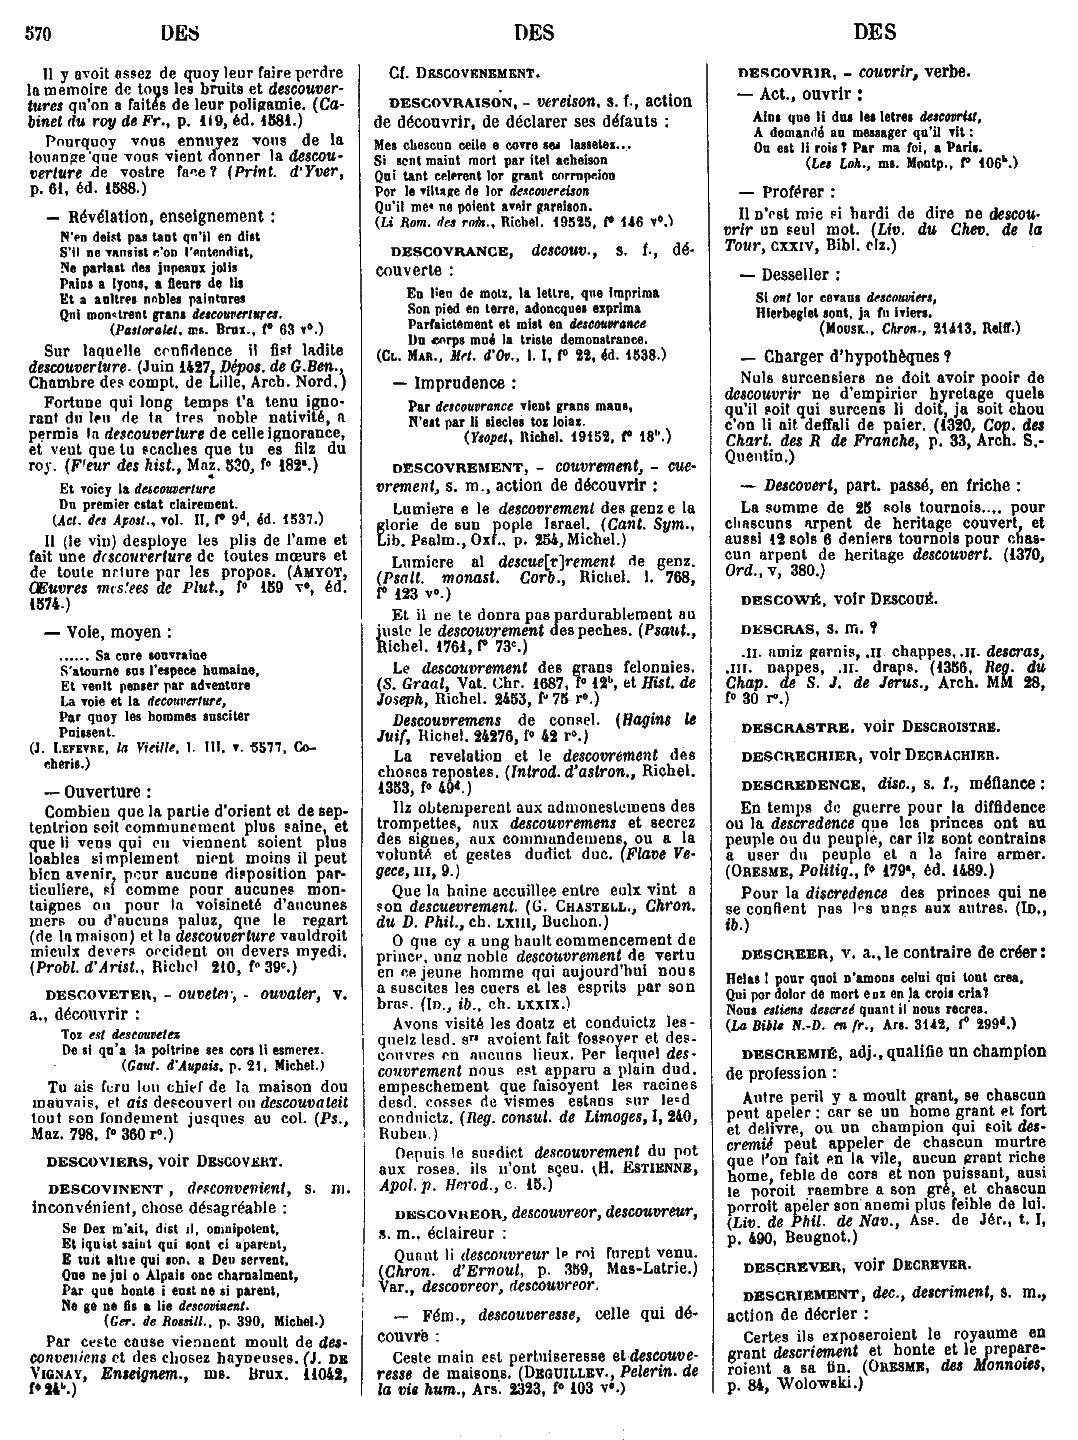 570 DES DES DES
Il y avoit assez de quoy leur faire perdre
la memoire de tous les bruits et descouver-
tures qu'on a faites de leur poligamie. (Ca-
binet du roy de Fr., p. 119, éd. 1581.)
Pourquoy vous ennuyez vous de la
louange que vous vient donner la descou-
verture de vostre face? (Print. d'Yver,
p. 61, éd. 1588.)
— Révélation, enseignement :
N'en deist pas tant qu'il en dist
S'il ne vansist c'on l'entendist,
Ne parlast des jupeaux jolis
Pains a lyons, a fleurs de lis
Et a aultres nobles paintures
Qui monstrent grans descouvertures.
(Pastoralet, ms. Brux., f° 63 v°.)
Sur laquelle confidence il fist ladite
descouverture. (Juin 1427, Dépos. de G.Ben.,
Chambre des compt. de Lille, Arch. Nord.)
Fortune qui long temps t'a tenu igno-
rant du leu de ta tres noble nativité, a
permis la descouverture de celle ignorance,
et veut que tu scaches que tu es filz du
roy. (Fleur des hist., Maz. 530, f° 182ª.)
Et voicy la descouverture
Du premier estat clairement.
(Act. des Apost., vol. II, f° 9ᵈ, éd. 1537.)
Il (le vin) desploye les plis de l'ame et
fait une descouverture de toutes mœurs et
de toute nature par les propos. (AMYOT,
Œuvres meslees de Plut., f° 159 v°, éd.
1574.)
— Voie, moyen :
...... Sa cure souvraine
S'atourne sus l'espece humaine,
Et veult penser par adventure
La voie et la decouverture,
Par quoy les hommes susciter
Puissent.
(J. LEFEVRE, la Vieille, l. III, v. 5577, Co-
cheris.)
— Ouverture :
Combien que la partie d'orient et de sep-
tentrion soit communement plus saine, et
que li vens qui en viennent soient plus
loables simplement nient moins il peut
bien avenir, pour aucune disposition par-
ticuliere, si comme pour aucunes mon-
taignes ou pour la voisineté d'aucunes
mers ou d'aucuns paluz, que le regart
(de la maison) et la descouverture vauldroit
mieulx devers occident ou devers myedi.
(Probl. d'Arist., Richel 210, f° 39ᶜ.)
DESCOVETER, - ouveter, - ouvater, v.
a., découvrir :
Toz est descouvetez
De si qu'a la poitrine ses cors li esmerez.
(Gaut. d'Aupais, p. 21, Michel.)
Tu ais feru lou chief de la maison dou
mauvais, et ais descouvert ou descouvateit
tout son fondement jusques au col. (Ps.,
Maz. 798, f° 360 r°.)
DESCOVIERS, voir DESCOVERT.
DESCOVINENT, desconvenient, s. m.
inconvénient, chose désagréable :
Se Dex m'ait, dist il, omnipotent,
Et iquist saint qui sont ci aparent,
E tuit altie qui son. a Deu servent,
Que ne jui o Alpais onc charnalment,
Par que honte i eust ne si parent,
Ne ge ne fis a lie descovinent.
(Ger. de Rossill., p. 390, Michel.)
Par ceste cause viennent moult de des-
conveniens et des chosez hayneuses. (J. DE
VIGNAY, Enseignem., ms. Brux. 11042,
f° 24ᵇ.)
Cf. DESCOVENEMENT.
DESCOVRAISON, - vereison, s. f., action
de découvrir, de déclarer ses défauts :
Mes chescun ceile e covre ses lassetez...
Si sont maint mort par itel acheison
Qui tant celerent lor grant corrupcion
Por le viltage de lor descovereison
Qu'il mes ne poient aveir gareison.
(Li Rom. des rom., Richel. 19525, f° 146 v°.)
DESCOVRANCE, descouv., s. f., dé-
couverte :
En lien de motz, la lettre, que imprima
Son pied en terre, adoncques exprima
Parfaictement et mist en descouvrance
Du corps mué la triste demonstrance.
(CL. MAR., Met. d'Ov., l. I, f° 22, éd. 1538.)
— Imprudence :
Par descouvrance vient grans maus,
N'est par li siecles toz loiax.
(Ysopet, Richel. 19152, f° 18ᵇ.)
DESCOVREMENT, - couvrement, - cue-
vrement, s. m., action de découvrir :
Lumiere e le descovrement des genz e la
glorie de sun pople Israel. (Cant. Sym.,
Lib. Psalm., Oxf., p. 254, Michel.)
Lumiere al descue[r]rement de genz.
(Psalt. monast. Corb., Richel. l. 768,
f° 123 v°.)
Et il ne te donra pas pardurablement au
juste le descouvrement des peches. (Psaut.,
Richel. 1761, f° 73ᶜ.)
Le descouvrement des grans felonnies.
(S. Graal, Vat. Chr. 1687, f° 12ᵇ, et Hist. de
Joseph, Richel. 2453, f° 75 r°.)
Descouvremens de consel. (Hagins le
Juif, Richel. 24276, f° 42 r°.)
La revelation et le descovrement des
choses repostes. (Introd. d'astron., Richel.
1353, f° 49ᵈ.)
Ilz obtemperent aux admonestemens des
trompettes, aux descouvremens et secrez
des signes, aux commandemens, ou a la
volunté et gestes dudict duc. (Flave Ve-
gece, III, 9.)
Que la haine accuillee entre eulx vint a
son descuevrement. (G. CHASTELL., Chron.
du D. Phil., ch. LXIII, Buchon.)
O que cy a ung hault commencement de
prince, ung noble descouvrement de vertu
en ce jeune homme qui aujourd'hui nous
a suscites les cuers et les esprits par son
bras. (ID., ib., ch. LXXIX.)
Avons visité les doatz et conduictz les-
quelz lesd. sʳˢ avoient fait fossoyer et des-
couvres en aucuns lieux. Per lequel des-
couvrement nous est apparu a plain dud.
empeschement que faisoyent les racines
desd. cosses de vismes estans sur lesd
conduictz. (Reg. consul. de Limoges, I, 240,
Ruben.)
Depuis le susdict descouvrement du pot
aux roses, ils n'ont sçeu. (H. ESTIENNE,
Apol. p. Herod., c. 15.)
DESCOVREOR, descouvreor, descouvreur,
s. m., éclaireur :
Quant li descouvreur le roi furent venu.
(Chron. d'Ernoul, p. 359, Mas-Latrie.)
Var., descovreor, descouvreor.
— Fém., descouveresse, celle qui dé-
couvre :
Ceste main est pertuiseresse et descouve-
resse de maisons. (DEGUILLEV., Pelerin. de
la vie hum., Ars. 2323, f° 103 v°.)
DESCOVRIR, - couvrir, verbe.
— Act., ouvrir :
Ains que li dus les letres descovrist,
A demandé au messager qu'il vit :
Ou est li rois? Par ma foi, a Paris.
(Les Loh., ms. Montp., f° 106ᵇ.)
— Proférer :
Il n'est mie si hardi de dire ne descou-
vrir un seul mot. (Liv. du Chev. de la
Tour, CXXIV, Bibl. elz.)
— Desseller :
Si ont lor cevaus descouviers,
Hierbegiet sont, ja fu iviers.
(MOUSK., Chron., 21413, Reiff.)
— Charger d'hypothèques ?
Nuls surcensiers ne doit avoir pooir de
descouvrir ne d'empirier hyretage quels
qu'il soit qui surcens li doit, ja soit chou
c'on li ait deffali de paier. (1320, Cop. des
Chart. des R de Franche, p. 33, Arch. S.-
Quentin.)
— Descovert, part. passé, en friche :
La somme de 25 sols tournois.... pour
chascuns arpent de heritage couvert, et
aussi 12 sols 6 deniers tournois pour chas-
cun arpent de heritage descouvert. (1370,
Ord., V, 380.)
DESCOWÉ, voir DESCOUÉ.
DESCRAS, s. m. ?
.II. amiz garnis, .II chappes, .II. descras,
.III. nappes, .II. draps. (1356, Reg. du
Chap. de S. J. de Jerus., Arch. MM 28,
f° 30 r°.)
DESCRASTRE. voir DESCROISTRE.
DESCRECHIER, voir DECRACHIER.
DESCREDENCE, disc., s. f., méfiance :
En temps de guerre pour la diffidence
ou la descredence que les princes ont au
peuple ou du peuple, car ilz sont contrains
a user du peuple et a le faire armer.
(ORESME, Politiq., f° 179ª, éd. 1489.)
Pour la discredence des princes qui ne
se confient pas les ungs aux autres. (ID.,
ib.)
DESCREER, v. a., le contraire de créer :
Helas ! pour quoi n'amons celui qui tout crea,
Qui por dolor de mort enz en la crois cria?
Nous estiens descreé quant il nous recrea.
(La Bible N.-D. en fr., Ars. 3142, f° 299ᵈ.)
DESCREMIÉ, adj., qualifie un champion
de profession :
Autre peril y a moult grant, se chascun
peut apeler : car se un home grant et fort
et delivre, ou un champion qui soit des-
cremié peut appeler de chascun murtre
que l'on fait en la vile, aucun grant riche
home, feble de cors et non puissant, ausi
le poroit raembre a son gré, et chascun
porroit apeler son anemi plus feible de lui.
(Liv. de Phil. de Nav., Ass. de Jér., t. I,
p. 490, Beugnot.)
DESCREVER, voir DECREVER.
DESCRIEMENT, dec., descriment, s. m.,
action de décrier :
Certes ils exposeroient le royaume en
grant descriement et honte et le prepare-
roient a sa fin. (ORESME, des Monnoies,
p. 84, Wolowski.)